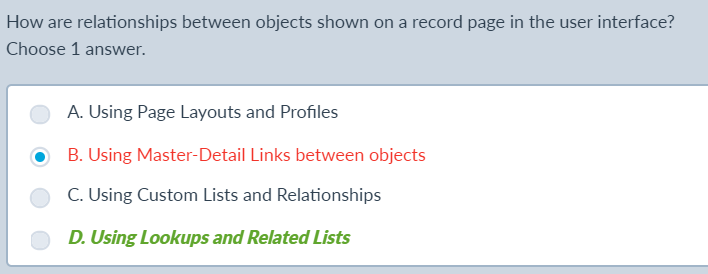 How are relationships between objects shown on a record page in the user interface?
Choose 1 answer.
A. Using Page Layouts and Profiles
B. Using Master-Detail Links between objects
C. Using Custom Lists and Relationships
D. Using Lookups and Related Lists